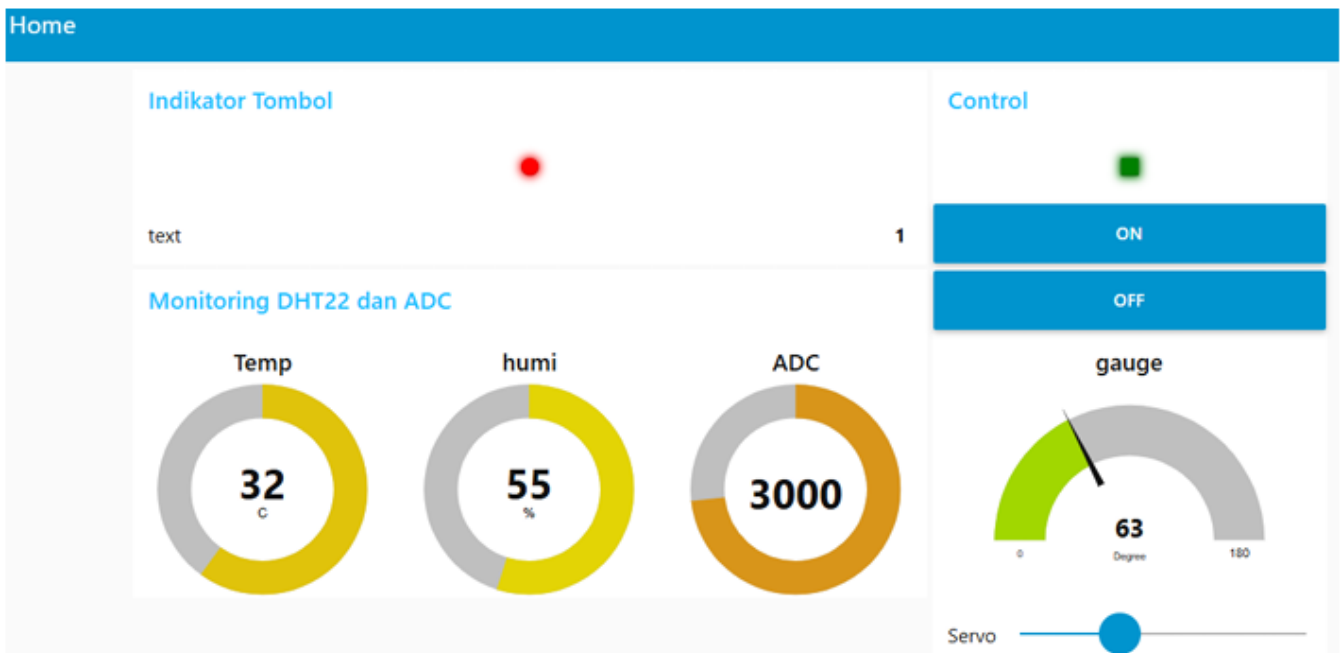 Home
Indikator Tombol
text 1
Monitoring DHT22 dan ADC
Temp humi ADC
32
C
55
%
3000
Control
ON
OFF
gauge
63
0 Degree 180
Servo